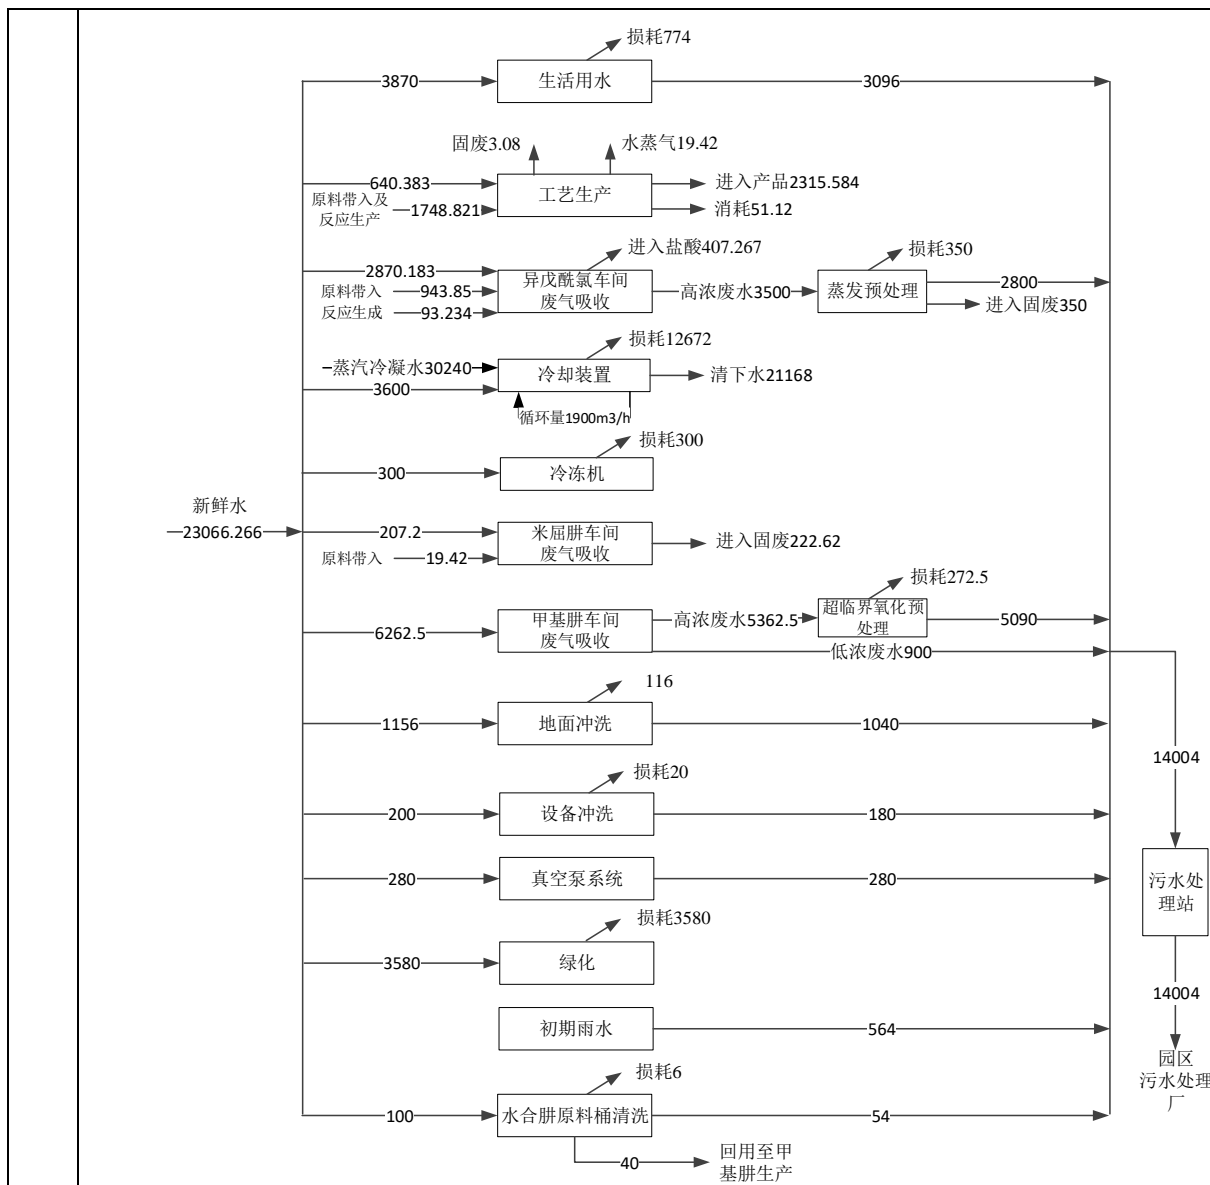 损耗774
3870
生活用水
3096
固废3.08
水蒸气19.42
640.383
原料带入及
反应生产
1748.821
工艺生产
进入产品2315.584
消耗51.12
进入盐酸407.267
损耗350
2870.183
原料带入
943.85
反应生成
93.234
异戊酰氯车间
废气吸收
高浓废水3500
蒸发预处理
2800
进入固废350
损耗12672
蒸汽冷凝水30240
3600
冷却装置
清下水21168
循环量1900m3/h
损耗300
300
冷冻机
新鲜水
23066.266
207.2
原料带入
19.42
米屈肼车间
废气吸收
进入固废222.62
损耗272.5
6262.5
甲基肼车间
废气吸收
高浓废水5362.5
超临界氧化预
处理
5090
低浓废水900
116
1156
地面冲洗
1040
14004
损耗20
200
设备冲洗
180
280
真空泵系统
280
污水处
理站
损耗3580
3580
绿化
14004
初期雨水
564
园区
污水处理
厂
损耗6
100
水合肼原料桶清洗
54
40
回用至甲
基肼生产